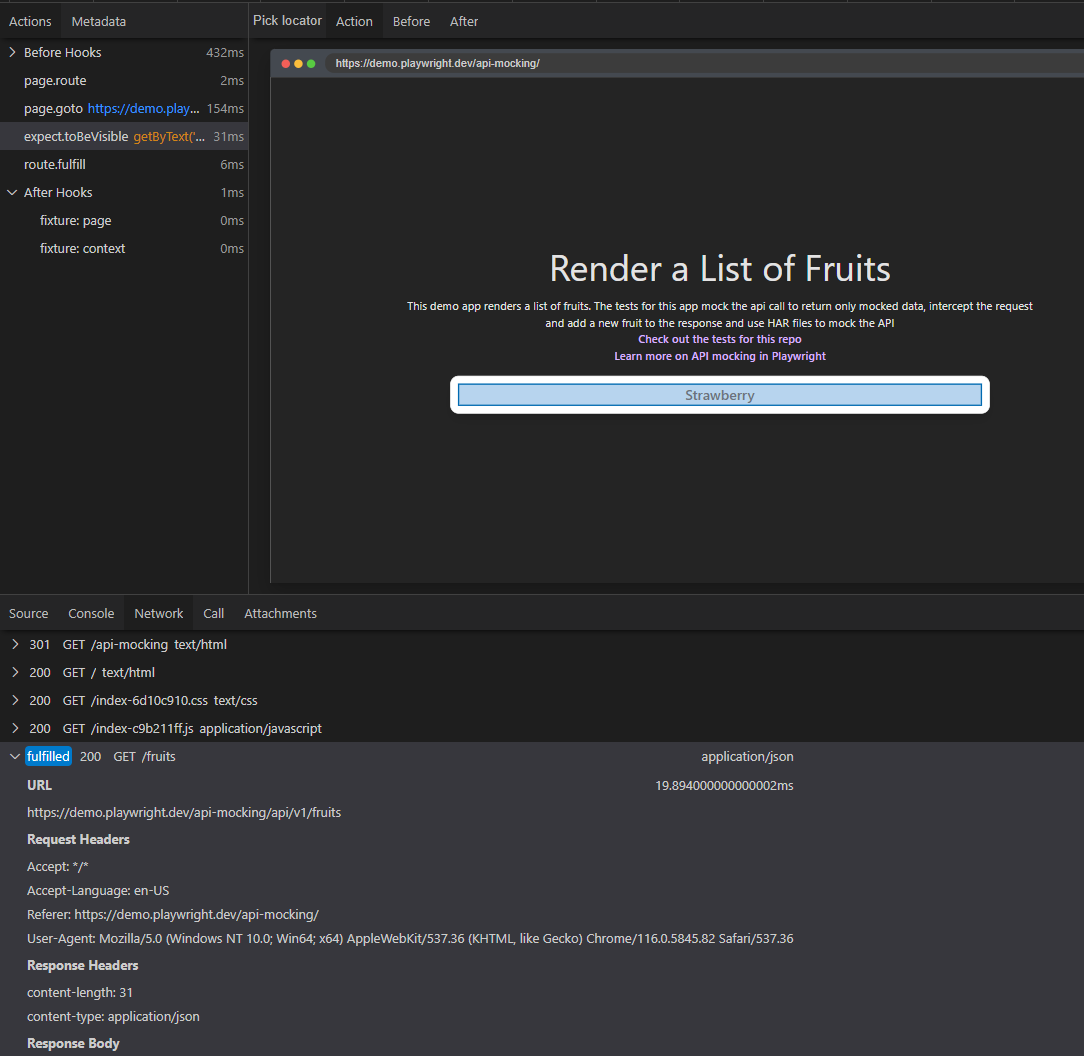 Actions Metadata
Before Hooks 432ms
page.route 2ms
page.goto https://demo.play... 154ms
expect.toBeVisible getByText('... 31ms
route.fulfill 6ms
After Hooks 1ms
fixture: page 0ms
fixture: context 0ms
Pick locator Action Before After
https://demo.playwright.dev/api-mocking/
Render a List of Fruits
This demo app renders a list of fruits. The tests for this app mock the api call to return only mocked data, intercept the request
and add a new fruit to the response and use HAR files to mock the API
Check out the tests for this repo
Learn more on API mocking in Playwright
Strawberry
Source Console Network Call Attachments
301 GET /api-mocking text/html
200 GET / text/html
200 GET /index-6d10c910.css text/css
200 GET /index-c9b211ff.js application/javascript
fulfilled 200 GET /fruits application/json
URL 19.894000000000002ms
https://demo.playwright.dev/api-mocking/api/v1/fruits
Request Headers
Accept: */*
Accept-Language: en-US
Referer: https://demo.playwright.dev/api-mocking/
User-Agent: Mozilla/5.0 (Windows NT 10.0; Win64; x64) AppleWebKit/537.36 (KHTML, like Gecko) Chrome/116.0.5845.82 Safari/537.36
Response Headers
content-length: 31
content-type: application/json
Response Body